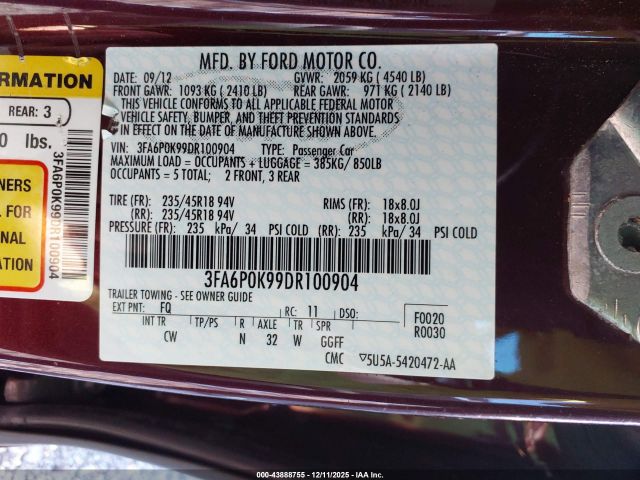 ORMATION
REAR: 3
0 lbs.
NERS
L FOR
ONAL
ATION
3FA6P0K99DR100904
MFD. BY FORD MOTOR CO.
DATE: 09/12 GVWR: 2059 KG ( 4540 LB)
FRONT GAWR: 1093 KG ( 2410 LB) REAR GAWR: 971 KG ( 2140 LB)
THIS VEHICLE CONFORMS TO ALL APPLICABLE FEDERAL MOTOR
VEHICLE SAFETY, BUMPER, AND THEFT PREVENTION STANDARDS
IN EFFECT ON THE DATE OF MANUFACTURE SHOWN ABOVE.
VIN: 3FA6P0K99DR100904 TYPE: Passenger Car
MAXIMUM LOAD = OCCUPANTS + LUGGAGE = 385KG/ 850LB
OCCUPANTS = 5 TOTAL; 2 FRONT, 3 REAR
TIRE (FR): 235/45R18 94V RIMS (FR): 18x8.0J
(RR): 235/45R18 94V (RR): 18x8.0J
PRESSURE (FR): 235 kPa/ 34 PSI COLD (RR): 235 kPa/ 34 PSI COLD
3FA6P0K99DR100904
TRAILER TOWING - SEE OWNER GUIDE
EXT PNT: FQ RC: 11 DSO: F0020
R0030
INT TR TP/PS R AXLE TR SPR
CW N 32 W GGFF
CMC ▽5U5A-5420472-AA
000-43888755 - 12/11/2025 - IAA Inc.